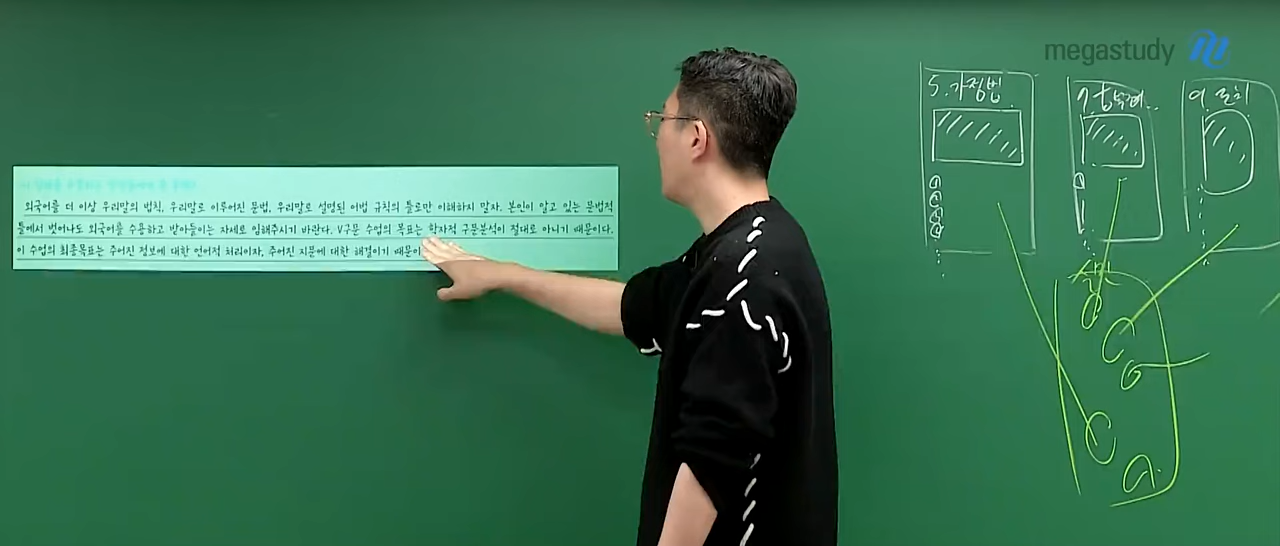 megastudy
외국어를 더 이상 우리말의 법칙, 우리말로 이루어진 문법, 우리말로 설명된 어법 규칙의 틀로만 이해하지 말자. 본인이 알고 있는 문법적
틀에서 벗어나도 외국어를 수용하고 받아들이는 자세로 임해주시기 바란다. V구문 수업의 목표는 학자적 구문분석이 절대로 아니기 때문이다.
이 수업의 최종목표는 주어진 정보에 대한 언어적 처리이자, 주어진 지문에 대한 해결이기 때문이
5. 가정법